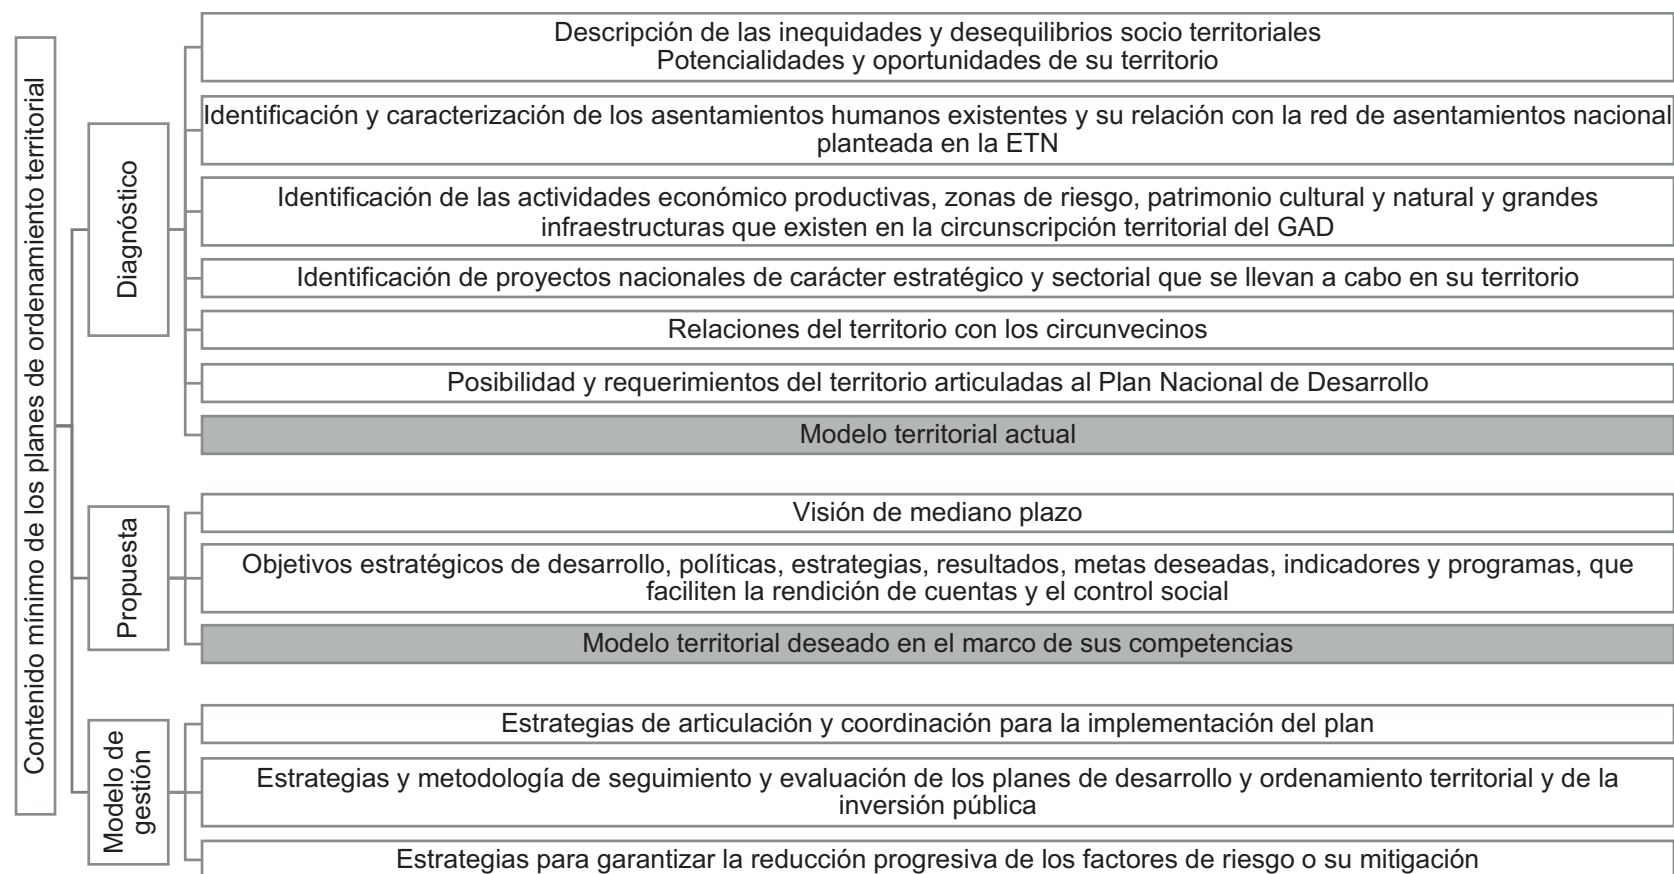 Contenido mínimo de los planes de ordenamiento territorial
Diagnóstico
Descripción de las inequidades y desequilibrios socio territoriales
Potencialidades y oportunidades de su territorio
Identificación y caracterización de los asentamientos humanos existentes y su relación con la red de asentamientos nacional
planteada en la ETN
Identificación de las actividades económico productivas, zonas de riesgo, patrimonio cultural y natural y grandes
infraestructuras que existen en la circunscripción territorial del GAD
Identificación de proyectos nacionales de carácter estratégico y sectorial que se llevan a cabo en su territorio
Relaciones del territorio con los circunvecinos
Posibilidad y requerimientos del territorio articuladas al Plan Nacional de Desarrollo
Modelo territorial actual
Propuesta
Visión de mediano plazo
Objetivos estratégicos de desarrollo, políticas, estrategias, resultados, metas deseadas, indicadores y programas, que
faciliten la rendición de cuentas y el control social
Modelo territorial deseado en el marco de sus competencias
Modelo de
gestión
Estrategias de articulación y coordinación para la implementación del plan
Estrategias y metodología de seguimiento y evaluación de los planes de desarrollo y ordenamiento territorial y de la
inversión pública
Estrategias para garantizar la reducción progresiva de los factores de riesgo o su mitigación